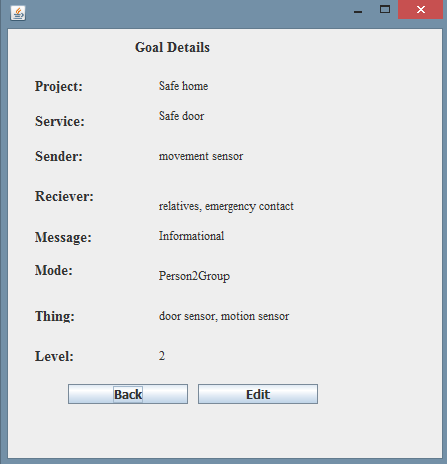 Goal Details
Project: Safe home
Service: Safe door
Sender: movement sensor
Reciever: relatives, emergency contact
Message: Informational
Mode: Person2Group
Thing: door sensor, motion sensor
Level: 2
Back Edit